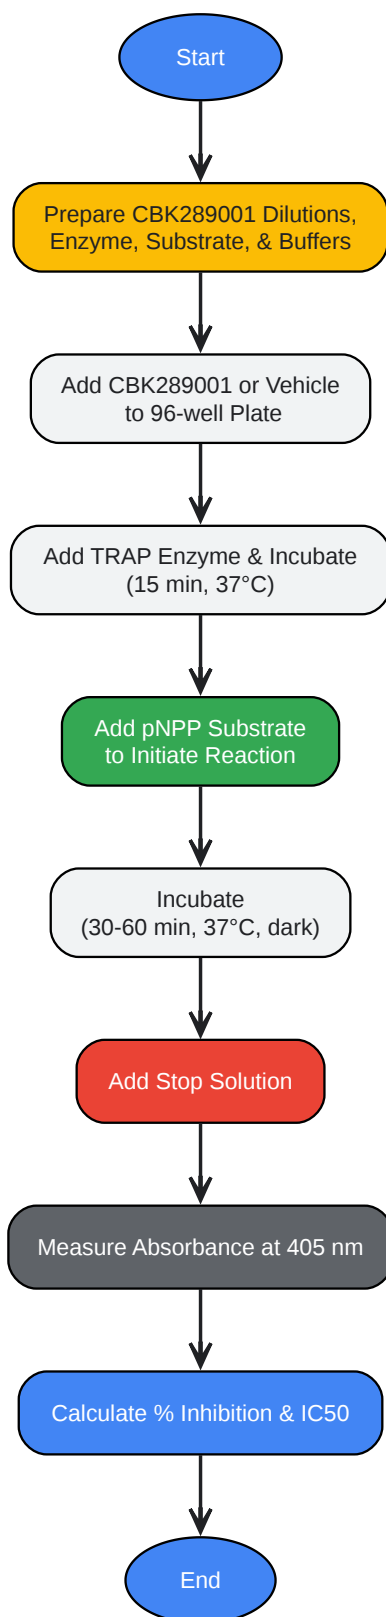 Start
Prepare CBK289001 Dilutions,
Enzyme, Substrate, & Buffers
Add CBK289001 or Vehicle
to 96-well Plate
Add TRAP Enzyme & Incubate
(15 min, 37°C)
Add pNPP Substrate
to Initiate Reaction
Incubate
(30-60 min, 37°C, dark)
Add Stop Solution
Measure Absorbance at 405 nm
Calculate % Inhibition & IC50
End